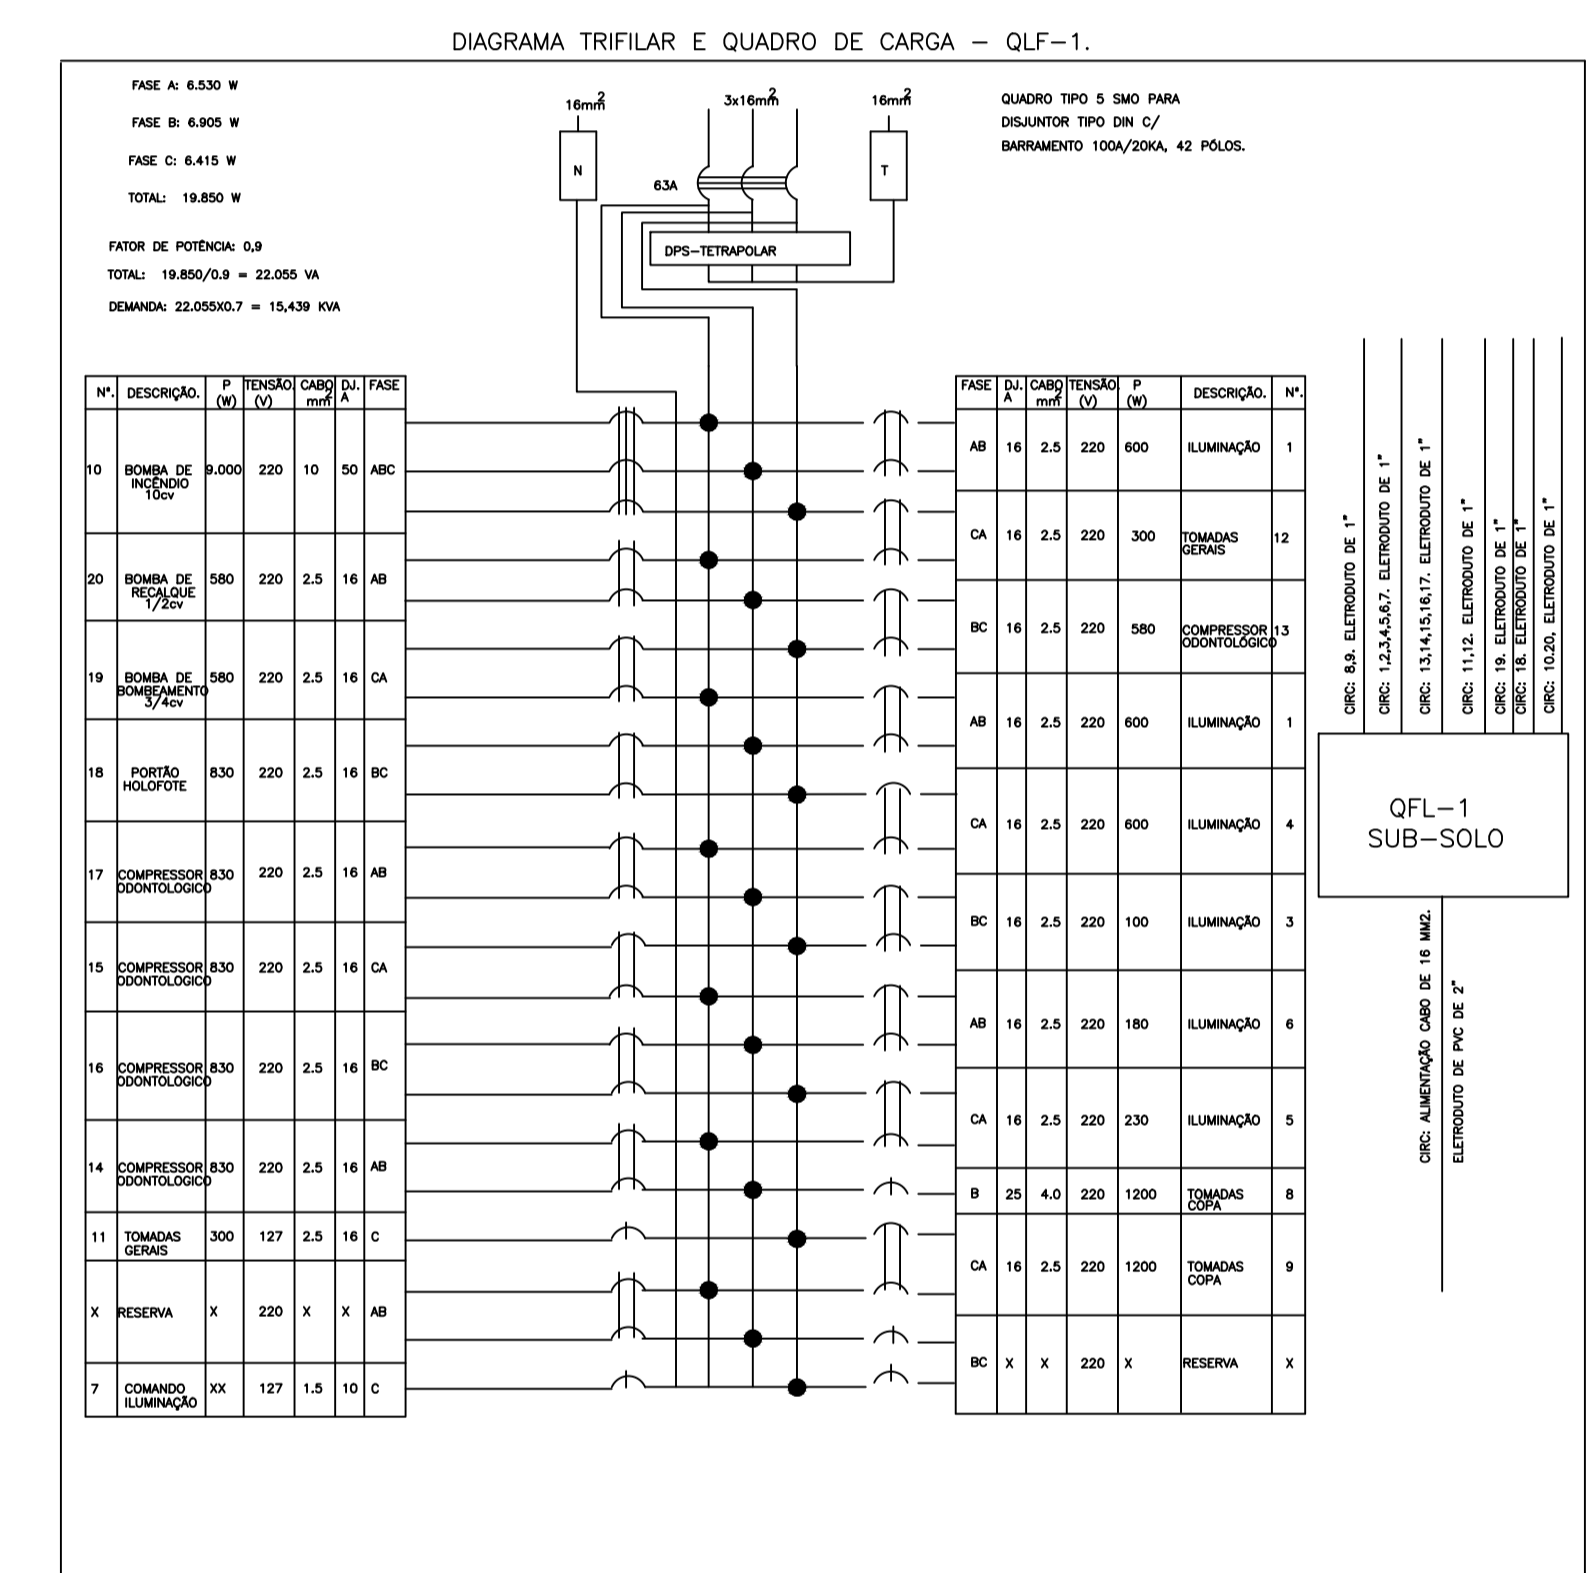 DIAGRAMA TRIFILAR E QUADRO DE CARGA – QLF–1.
FASE A: 6.530 W
FASE B: 6.905 W
FASE C: 6.415 W
TOTAL: 19.850 W
FATOR DE POTÊNCIA: 0,9
TOTAL: 19.850/0.9 = 22.055 VA
DEMANDA: 22.055X0.7 = 15,439 KVA
16mm2
3x16mm2
16mm2
N
63A
T
DPS–TETRAPOLAR
QUADRO TIPO 5 SMO PARA
DISJUNTOR TIPO DIN C/
BARRAMENTO 100A/20KA, 42 PÓLOS.
Nº. DESCRIÇÃO. P (W) TENSÃO (V) CABO mm2 DJ. A FASE
10 BOMBA DE INCÊNDIO 10cv 9.000 220 10 50 ABC
20 BOMBA DE RECALQUE 1/2cv 580 220 2.5 16 AB
19 BOMBA DE BOMBEAMENTO 3/4cv 580 220 2.5 16 CA
18 PORTÃO HOLOFOTE 830 220 2.5 16 BC
17 COMPRESSOR ODONTOLOGICO 830 220 2.5 16 AB
15 COMPRESSOR ODONTOLOGICO 830 220 2.5 16 CA
16 COMPRESSOR ODONTOLOGICO 830 220 2.5 16 BC
14 COMPRESSOR ODONTOLOGICO 830 220 2.5 16 AB
11 TOMADAS GERAIS 300 127 2.5 16 C
X RESERVA X 220 X X AB
7 COMANDO ILUMINAÇÃO XX 127 1.5 10 C
FASE DJ. A CABO mm2 TENSÃO (V) P (W) DESCRIÇÃO. Nº.
AB 16 2.5 220 600 ILUMINAÇÃO 1
CA 16 2.5 220 300 TOMADAS GERAIS 12
BC 16 2.5 220 580 COMPRESSOR ODONTOLÓGICO 13
AB 16 2.5 220 600 ILUMINAÇÃO 1
CA 16 2.5 220 600 ILUMINAÇÃO 4
BC 16 2.5 220 100 ILUMINAÇÃO 3
AB 16 2.5 220 180 ILUMINAÇÃO 6
CA 16 2.5 220 230 ILUMINAÇÃO 5
B 25 4.0 220 1200 TOMADAS COPA 8
CA 16 2.5 220 1200 TOMADAS COPA 9
BC X X 220 X RESERVA X
CIRC: 8,9. ELETRODUTO DE 1"
CIRC: 1,2,3,4,5,6,7. ELETRODUTO DE 1"
CIRC: 13,14,15,16,17. ELETRODUTO DE 1"
CIRC: 11,12. ELETRODUTO DE 1"
CIRC: 19. ELETRODUTO DE 1"
CIRC: 18. ELETRODUTO DE 1"
CIRC: 10.20, ELETRODUTO DE 1"
QFL–1
SUB–SOLO
CIRC: ALIMENTAÇÃO CABO DE 16 MM2.
ELETRODUTO DE PVC DE 2"